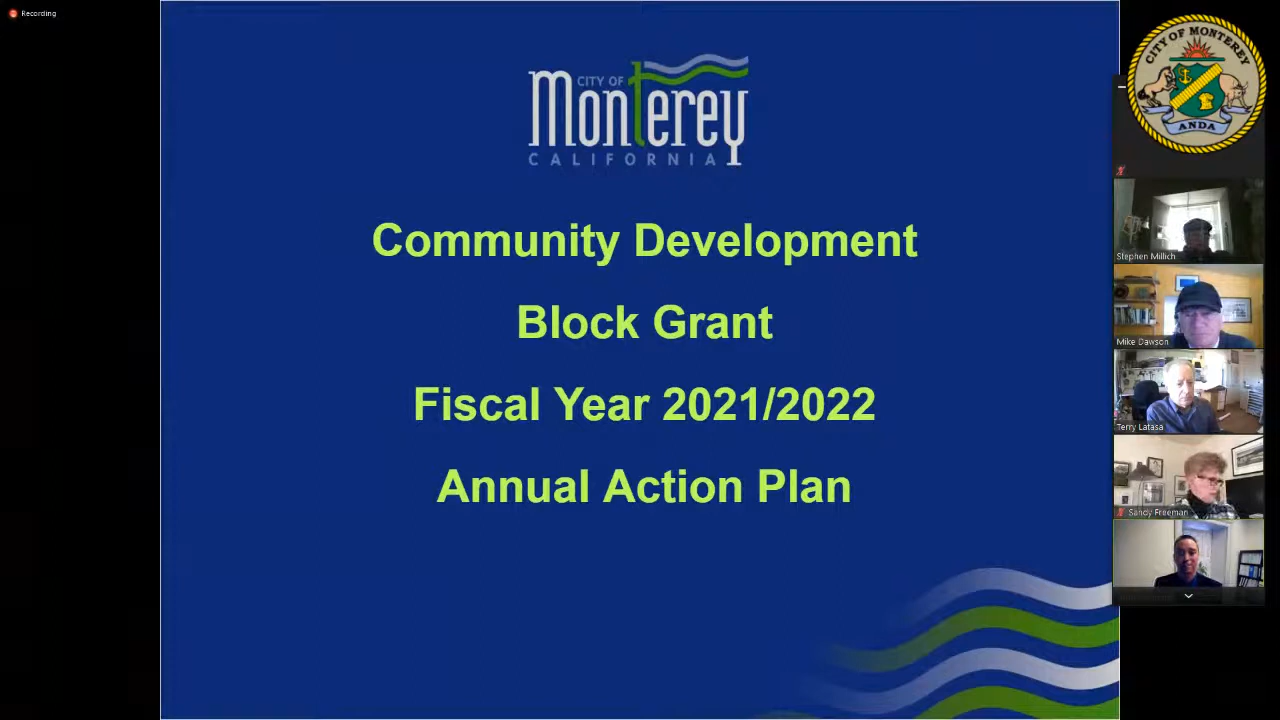 Recording
CITY OF
Monterey
CALIFORNIA
Community Development
Block Grant
Fiscal Year 2021/2022
Annual Action Plan
CITY OF MONTEREY
ANDA
Stephen Millich
Mike Dawson
Terry Latasa
Sandy Freeman